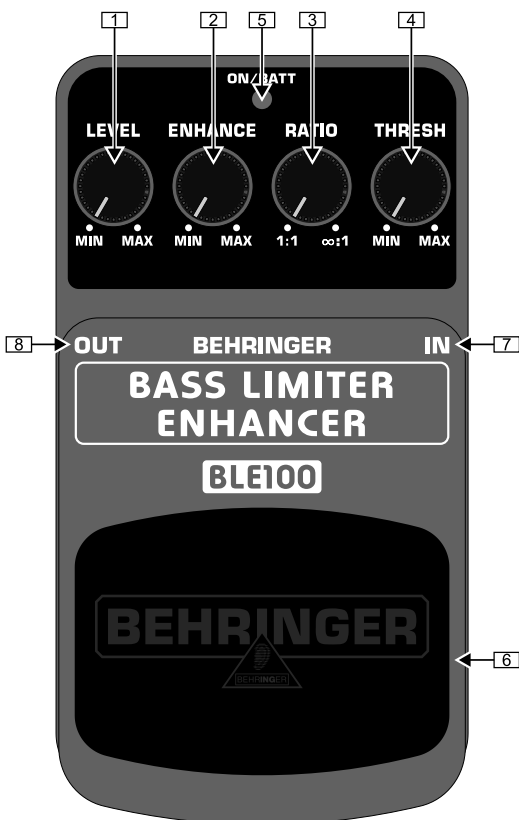 1 2 5 3 4
ON/BATT
LEVEL ENHANCE RATIO THRESH
MIN MAX MIN MAX 1:1 ∞:1 MIN MAX
8 OUT BEHRINGER IN 7
BASS LIMITER
ENHANCER
BLE100
BEHRINGER
6
BEHRINGER